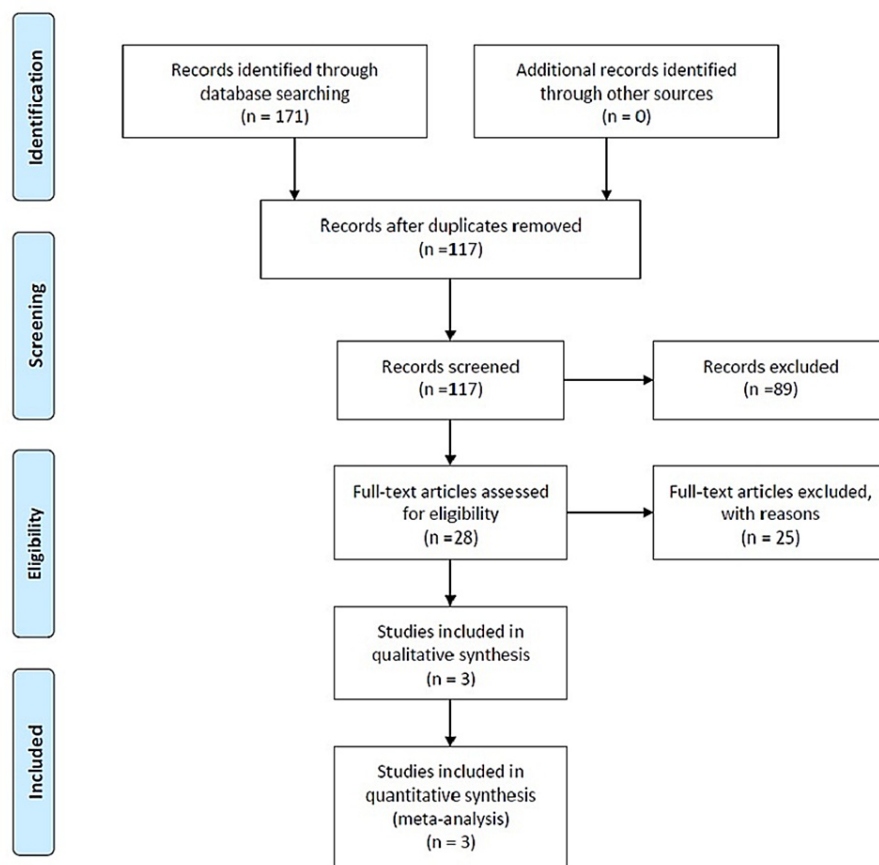 Identification
Records identified through
database searching
(n = 171)
Additional records identified
through other sources
(n = 0)
Records after duplicates removed
(n =117)
Screening
Records screened
(n =117)
Records excluded
(n =89)
Eligibility
Full-text articles assessed
for eligibility
(n =28)
Full-text articles excluded,
with reasons
(n = 25)
Studies included in
qualitative synthesis
(n = 3)
Included
Studies included in
quantitative synthesis
(meta-analysis)
(n = 3)